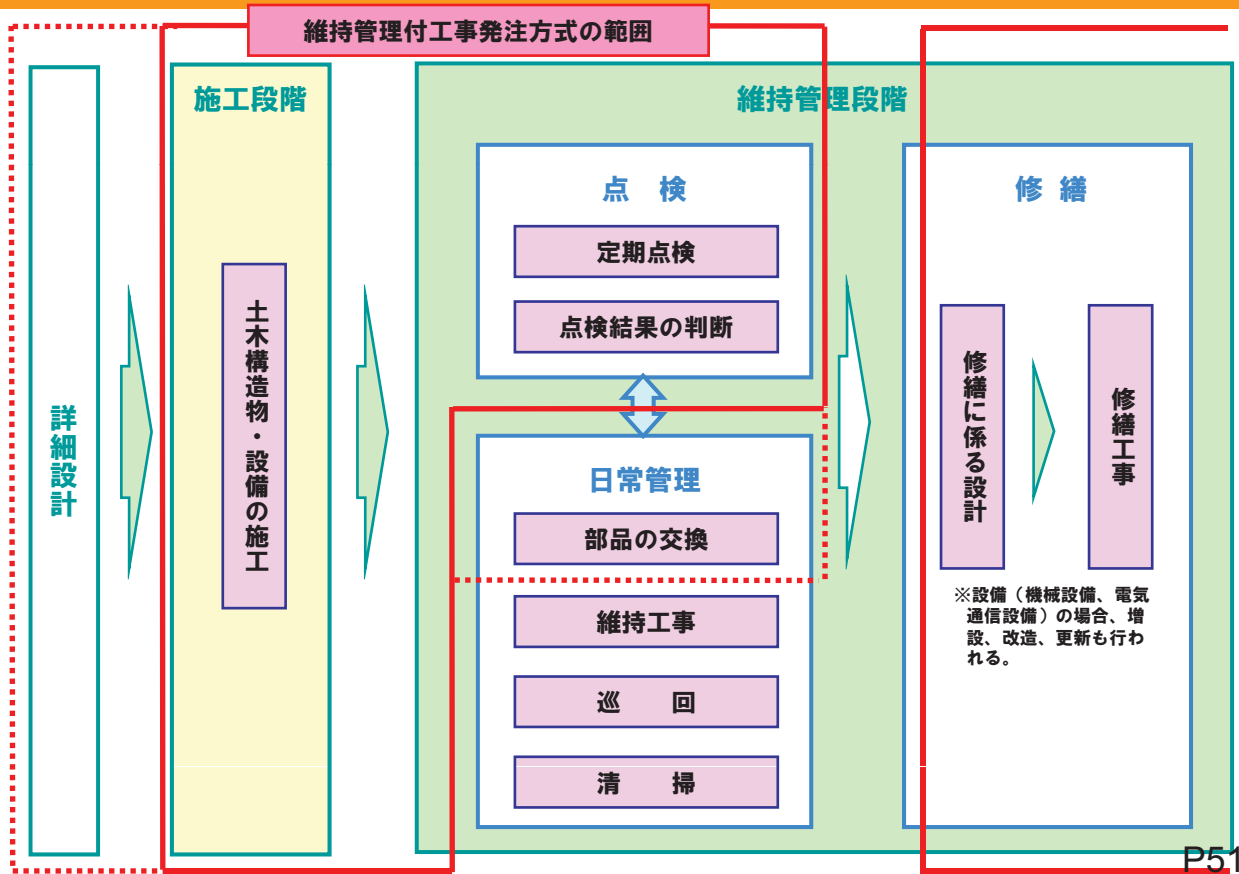 維持管理付工事発注方式の範囲
詳細設計
施工段階
土木構造物・設備の施工
維持管理段階
点　検
定期点検
点検結果の判断
日常管理
部品の交換
維持工事
巡　回
清　掃
修 繕
修繕に係る設計
修繕工事
※設備（機械設備、電気
通信設備）の場合、増
設、改造、更新も行わ
れる。
P51